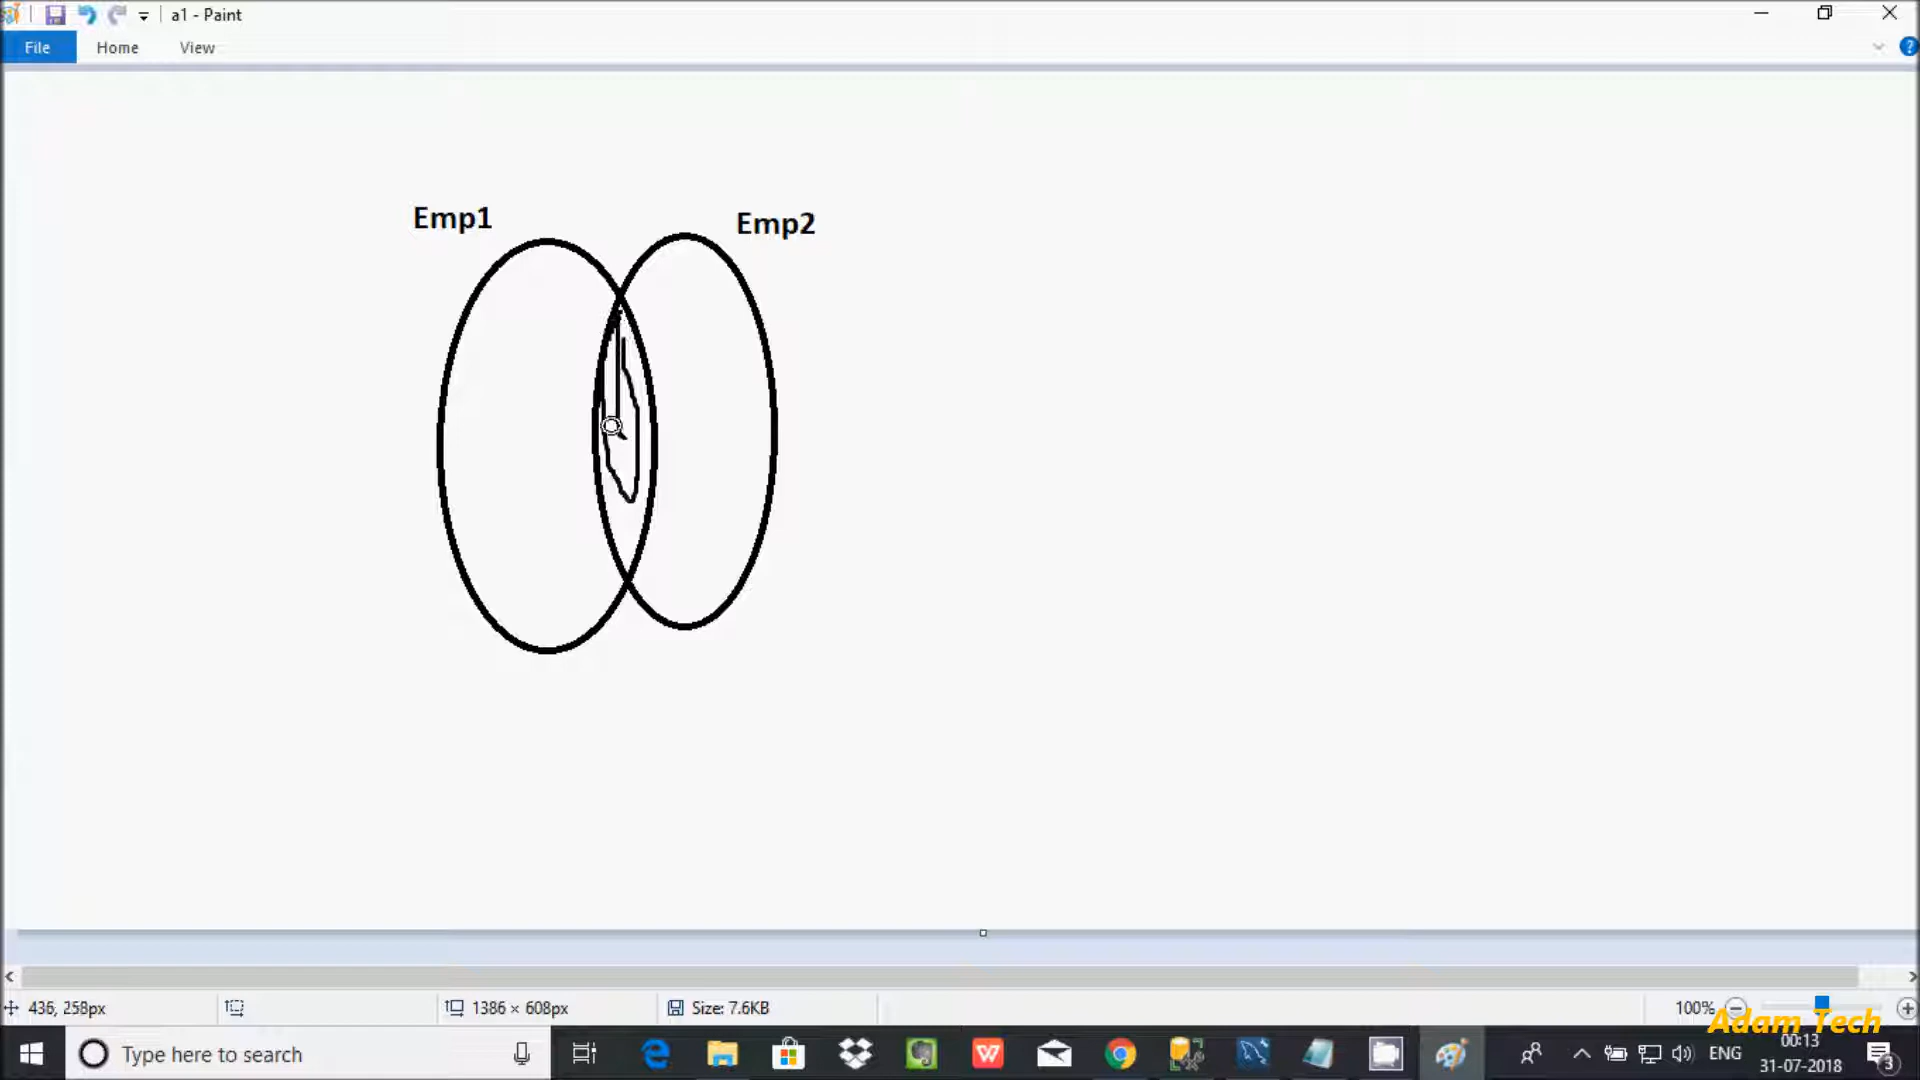 a1 - Paint
File Home View
Emp1
Emp2
436, 258px
1386 × 608px
Size: 7.6KB
100%
Adam Tech
Type here to search
ENG
00:13
31-07-2018
3